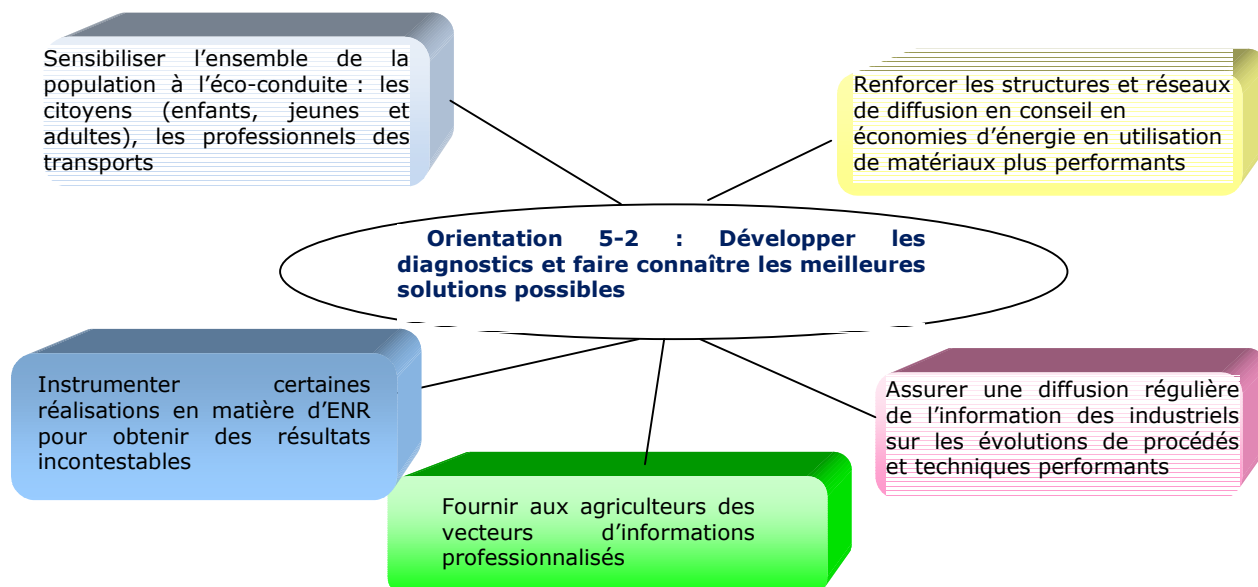 Sensibiliser l’ensemble de la
population à l’éco-conduite : les
citoyens (enfants, jeunes et
adultes), les professionnels des
transports
Renforcer les structures et réseaux
de diffusion en conseil en
économies d’énergie en utilisation
de matériaux plus performants
Orientation 5-2 : Développer les
diagnostics et faire connaître les meilleures
solutions possibles
Instrumenter certaines
réalisations en matière d’ENR
pour obtenir des résultats
incontestables
Assurer une diffusion régulière
de l’information des industriels
sur les évolutions de procédés
et techniques performants
Fournir aux agriculteurs des
vecteurs d’informations
professionnalisés